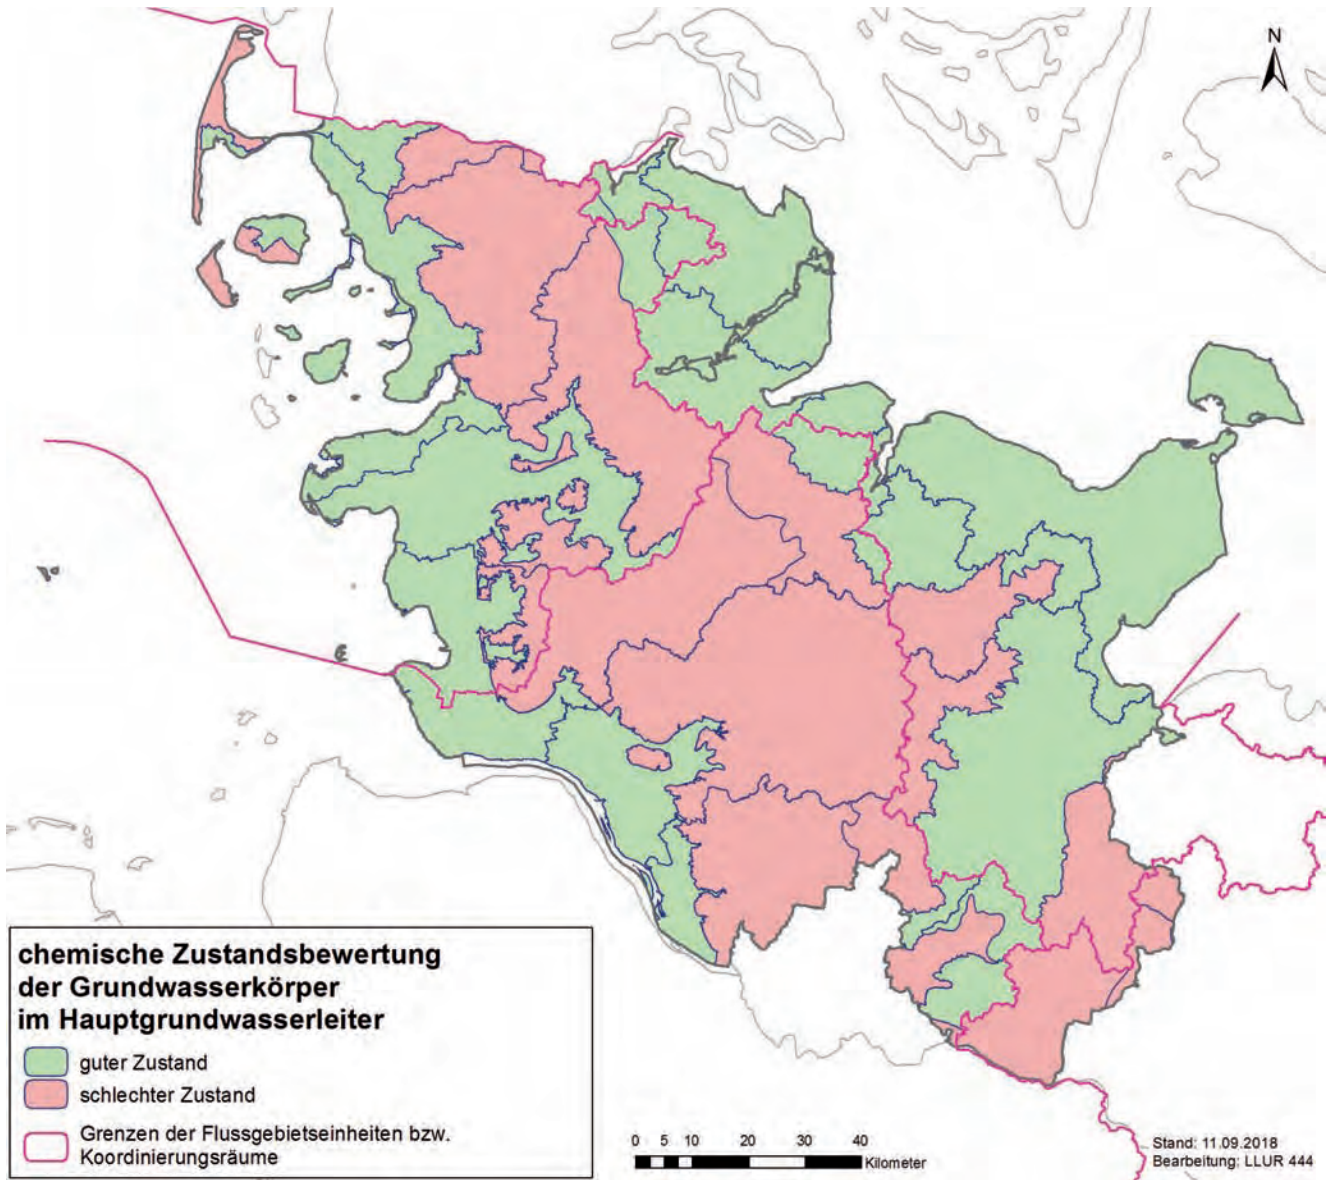 N
chemische Zustandsbewertung
der Grundwasserkörper
im Hauptgrundwasserleiter
guter Zustand
schlechter Zustand
Grenzen der Flussgebietseinheiten bzw.
Koordinierungsräume
0 5 10 20 30 40
Kilometer
Stand: 11.09.2018
Bearbeitung: LLUR 444